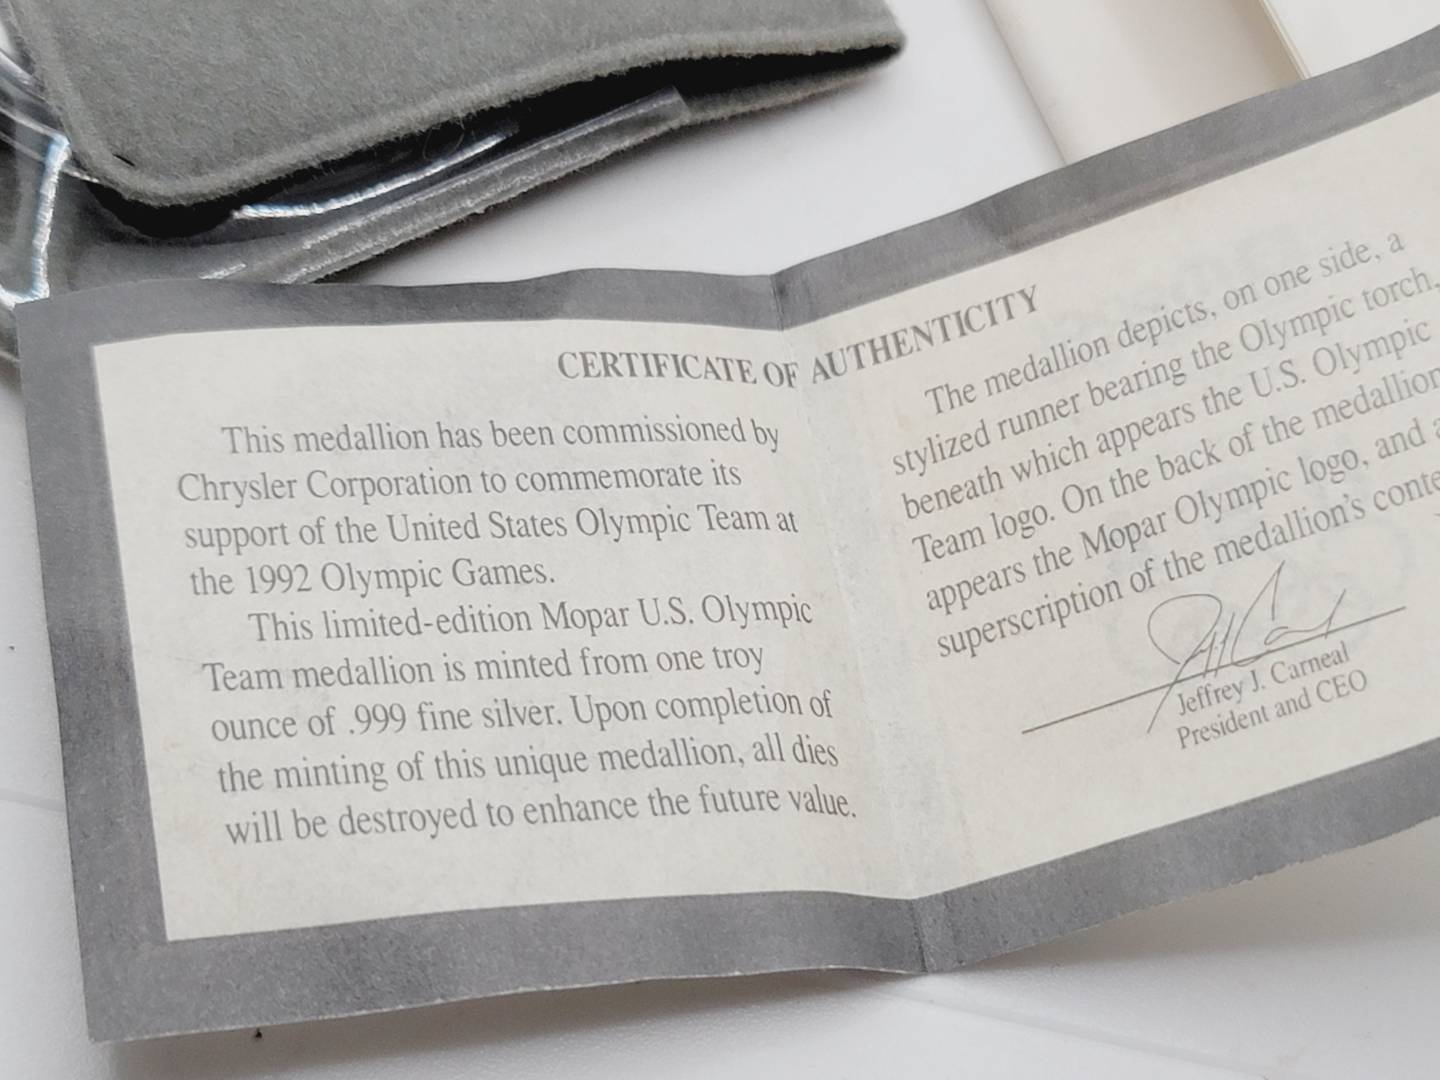 CERTIFICATE OF AUTHENTICITY
This medallion has been commissioned by
Chrysler Corporation to commemorate its
support of the United States Olympic Team at
the 1992 Olympic Games.
This limited-edition Mopar U.S. Olympic
Team medallion is minted from one troy
ounce of .999 fine silver. Upon completion of
the minting of this unique medallion, all dies
will be destroyed to enhance the future value.
The medallion depicts, on one side, a
stylized runner bearing the Olympic torch,
beneath which appears the U.S. Olympic
Team logo. On the back of the medallion
appears the Mopar Olympic logo, and a
superscription of the medallion's conte
Jeffrey J. Carneal
President and CEO